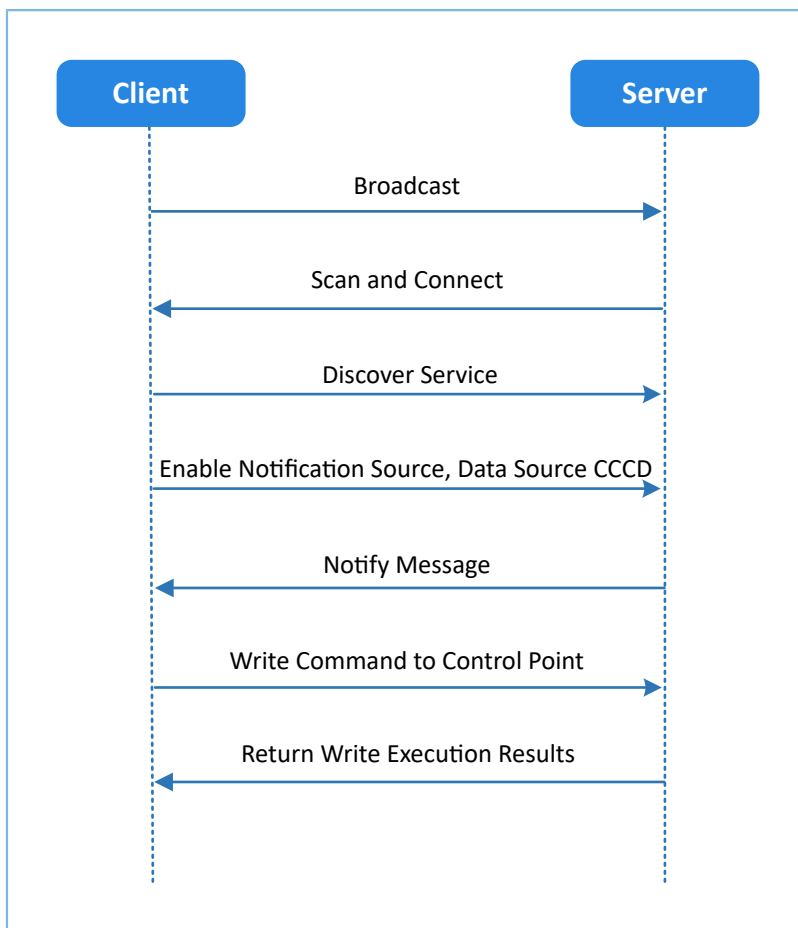 Client
Server
Broadcast
Scan and Connect
Discover Service
Enable Notification Source, Data Source CCCD
Notify Message
Write Command to Control Point
Return Write Execution Results